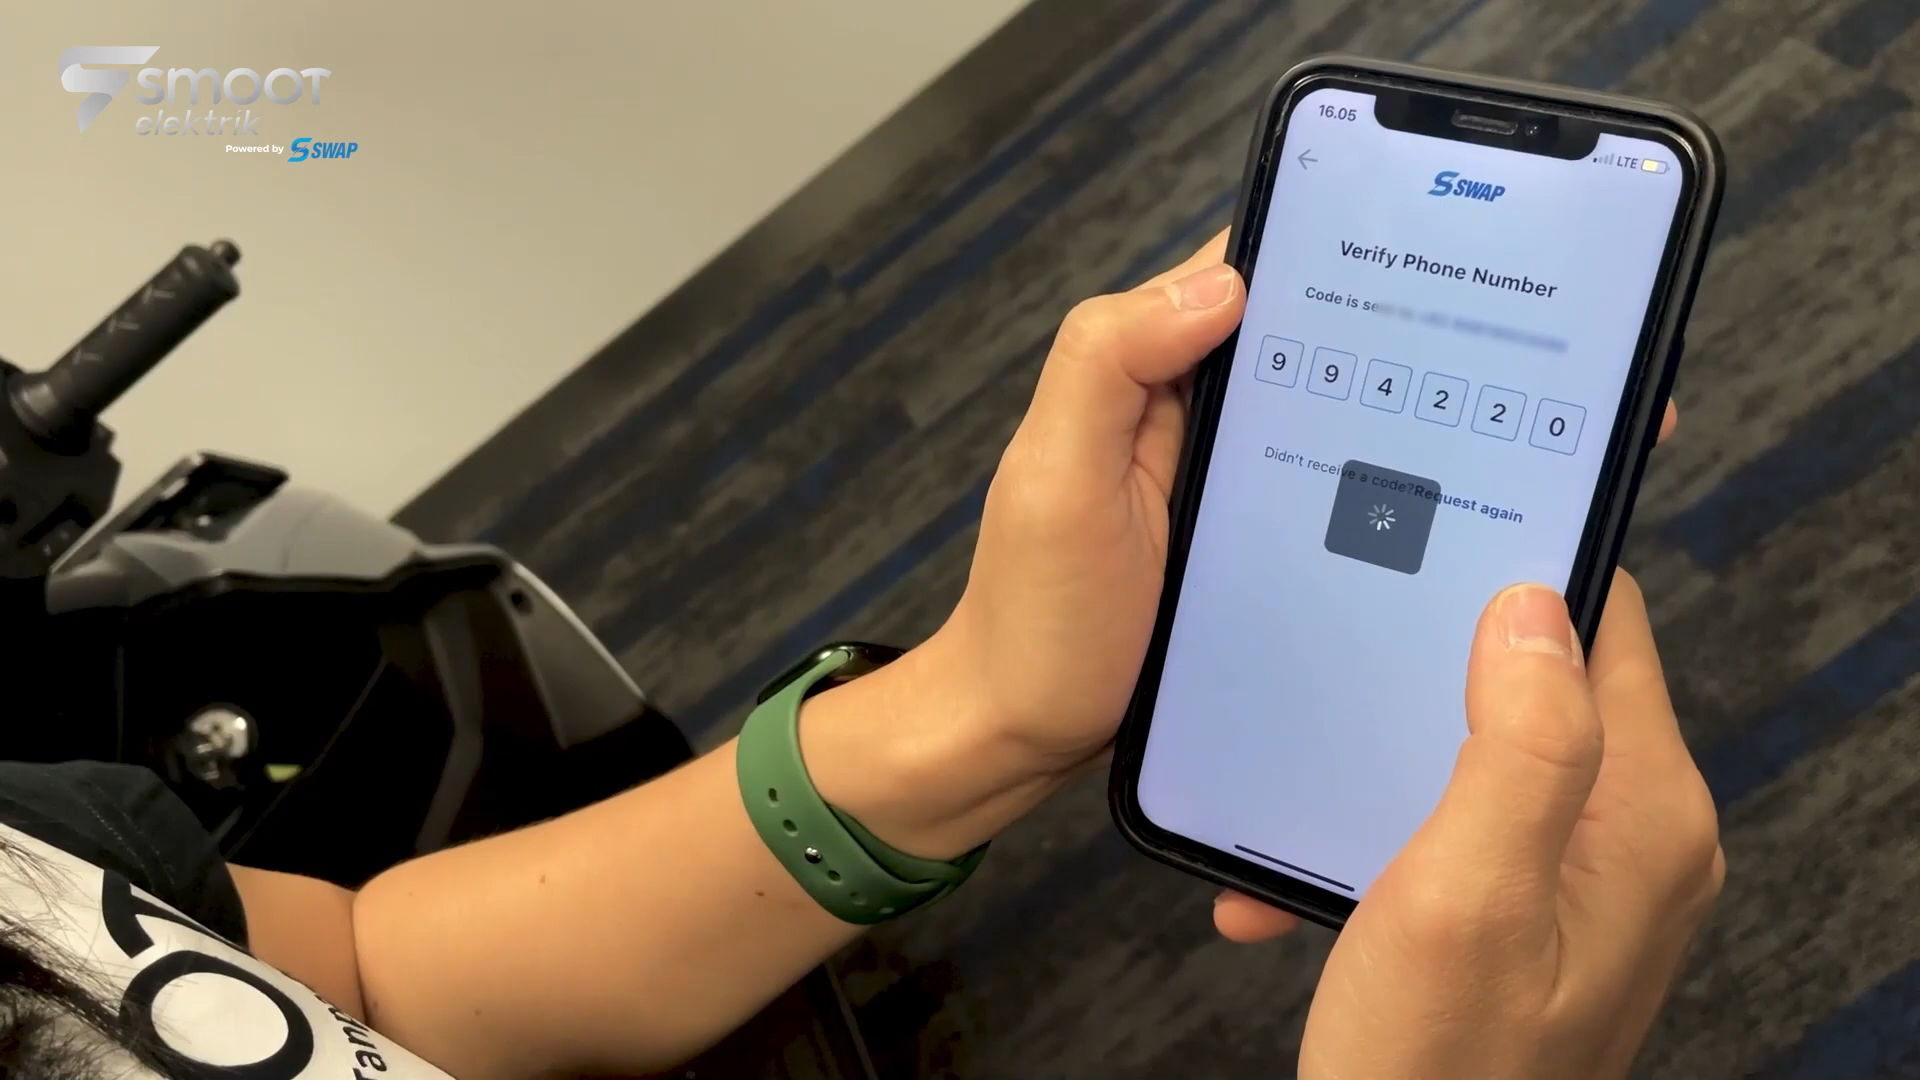 SMOOT
elektrik
Powered by SWAP
16.05
LTE
SWAP
Verify Phone Number
Code is se
9 9 4 2 2 0
Didn't receive a code?Request again